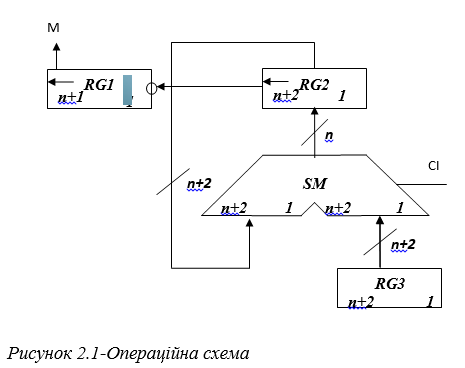 M
RG1
n+1
RG2
n+2 1
n
CI
n+2
SM
n+2 1 n+2 1
n+2
RG3
n+2 1
Рисунок 2.1-Операційна схема